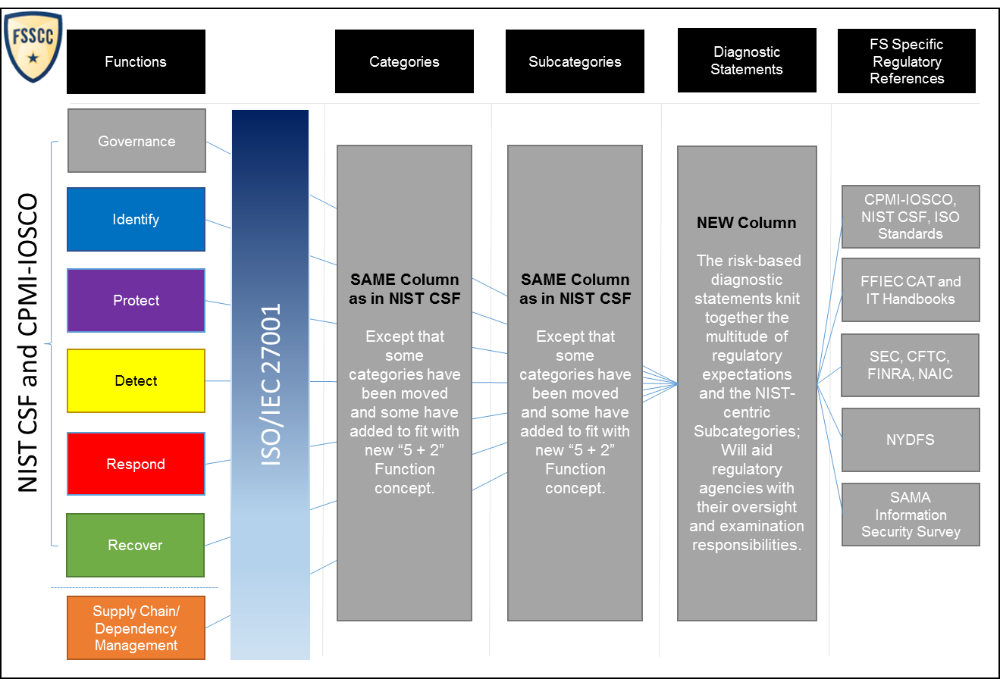 FSSCC
Functions
Categories
Subcategories
Diagnostic
Statements
FS Specific
Regulatory
References
NIST CSF and CPMI-IOSCO
Governance
Identify
Protect
Detect
Respond
Recover
Supply Chain/
Dependency
Management
ISO/IEC 27001
SAME Column
as in NIST CSF
Except that
some
categories have
been moved
and some have
added to fit with
new “5 + 2”
Function
concept.
SAME Column
as in NIST CSF
Except that
some
categories have
been moved
and some have
added to fit with
new “5 + 2”
Function
concept.
NEW Column
The risk-based
diagnostic
statements knit
together the
multitude of
regulatory
expectations
and the NIST-
centric
Subcategories;
Will aid
regulatory
agencies with
their oversight
and examination
responsibilities.
CPMI-IOSCO,
NIST CSF, ISO
Standards
FFIEC CAT and
IT Handbooks
SEC, CFTC,
FINRA, NAIC
NYDFS
SAMA
Information
Security Survey